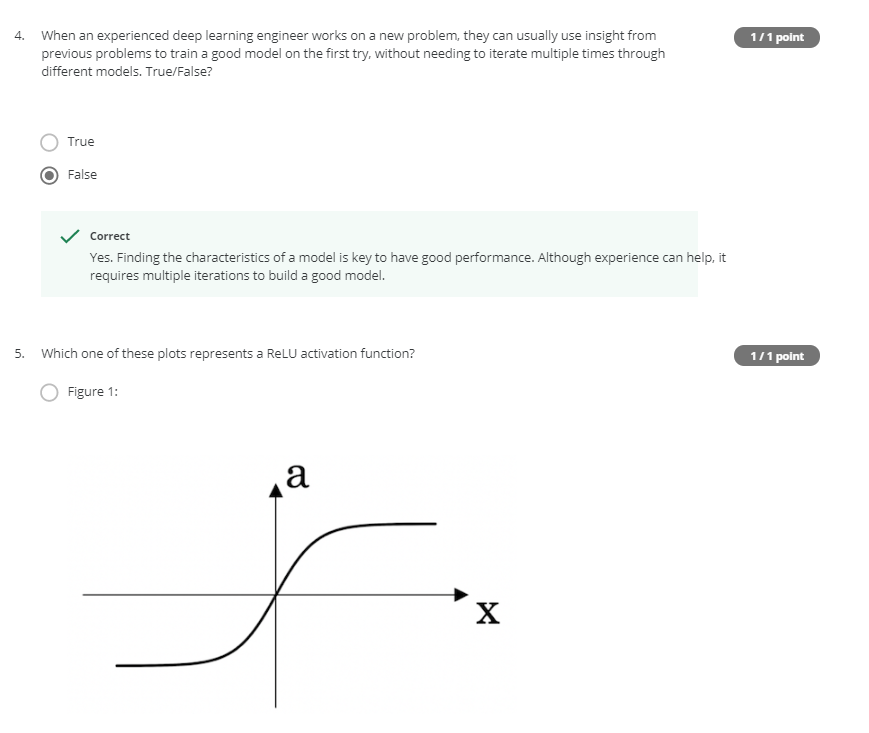 4. When an experienced deep learning engineer works on a new problem, they can usually use insight from
1 / 1 point
previous problems to train a good model on the first try, without needing to iterate multiple times through
different models. True/False?
True
False
Correct
Yes. Finding the characteristics of a model is key to have good performance. Although experience can help, it
requires multiple iterations to build a good model.
5. Which one of these plots represents a ReLU activation function?
1 / 1 point
Figure 1:
a
x